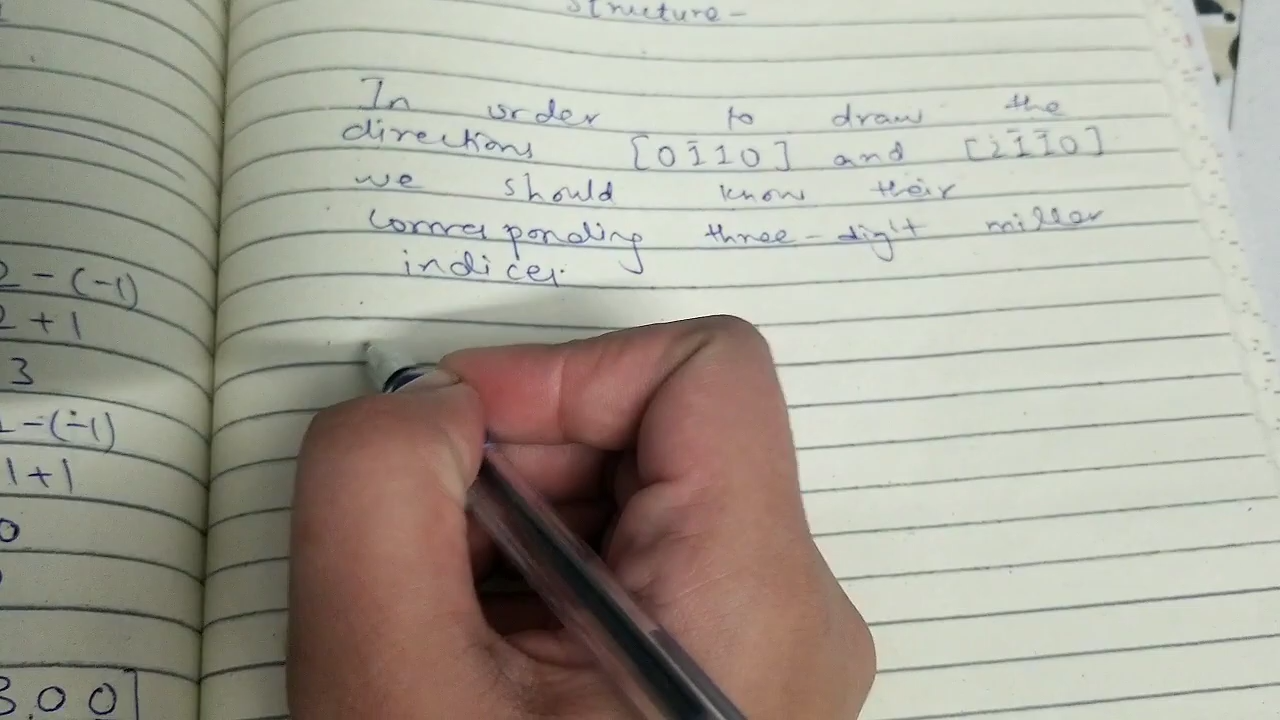 2 - (-1)
2 + 1
3
1 - (-1)
1 + 1
0
3 0 0 ]
Structure -
In order to draw the
directions [0 1̄ 1 0] and [2 1̄ 1̄ 0]
we should know their
corresponding three - digit miller
indices.